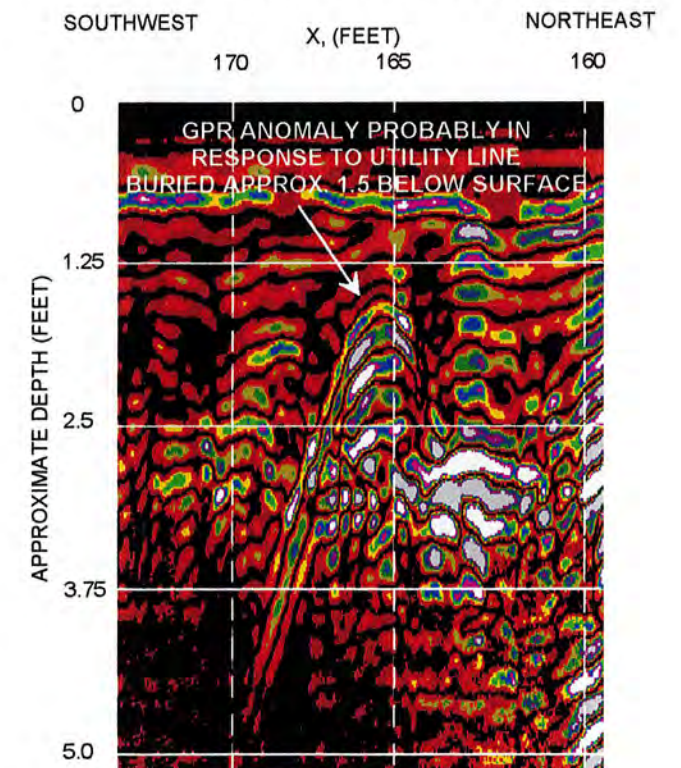 SOUTHWEST
NORTHEAST
X, (FEET)
170
165
160
0
GPR ANOMALY PROBABLY IN
RESPONSE TO UTILITY LINE
BURIED APPROX. 1.5 BELOW SURFACE
1.25
APPROXIMATE DEPTH (FEET)
2.5
3.75
5.0